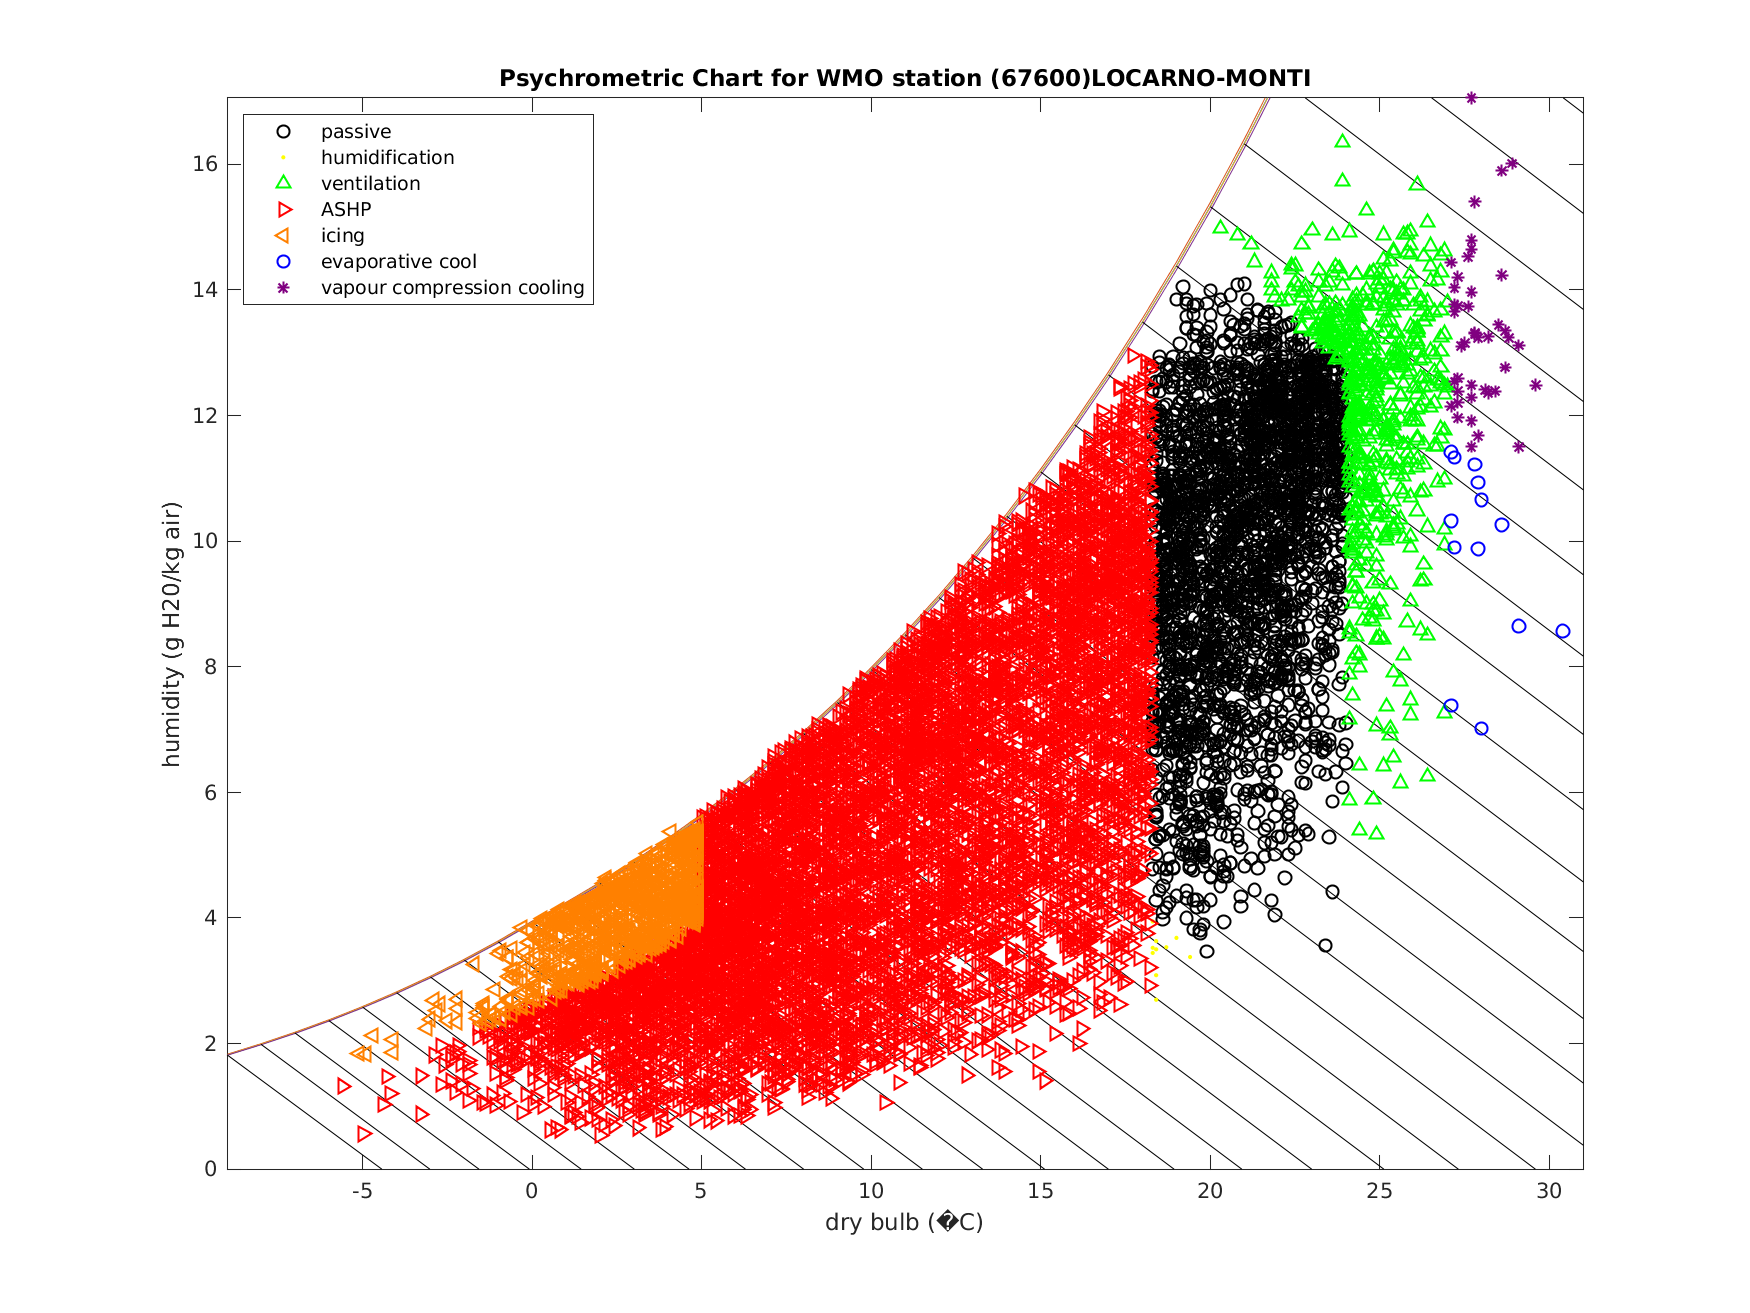 Psychrometric Chart for WMO station (67600)LOCARNO-MONTI
passive
humidification
ventilation
ASHP
icing
evaporative cool
vapour compression cooling
humidity (g H20/kg air)
16
14
12
10
8
6
4
2
0
-5
0
5
10
15
20
25
30
dry bulb (�C)